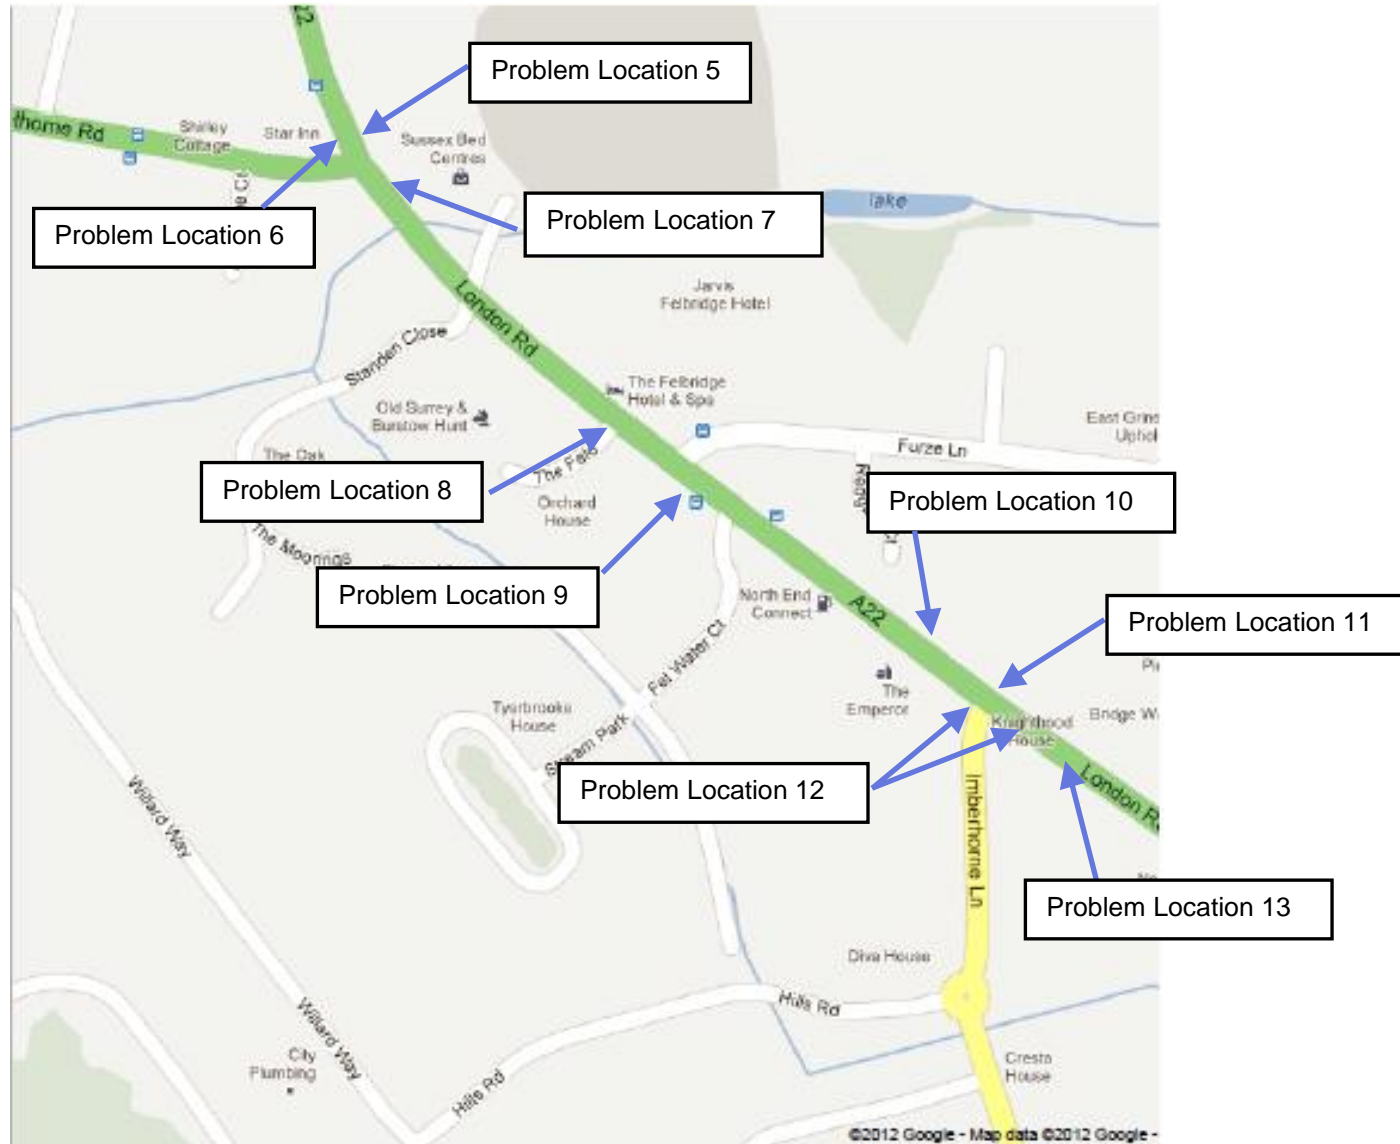 22
Problem Location 5
thorne Rd
Shirley
Cottage
Star Inn
Sussex Bed
Centres
Problem Location 6
Problem Location 7
lake
Jarvis
Felbridge Hotel
London Rd
Standen Close
The Felbridge
Hotel & Spa
Old Surrey &
Burstow Hunt
East Grins
Uphol
Furze Ln
The Oak
The Fels
Problem Location 8
Orchard
House
Problem Location 10
The Moorings
Problem Location 9
North End
Connect
A22
Problem Location 11
Fel Water Ct
The
Emperor
Tyerbrooke
House
Knighthood
House
Bridge W
Stream Park
Problem Location 12
London R
Willard Way
Imberhorne Ln
Problem Location 13
Diva House
Hills Rd
Willard Way
City
Plumbing
Hills Rd
Cresta
House
©2012 Google - Map data ©2012 Google -